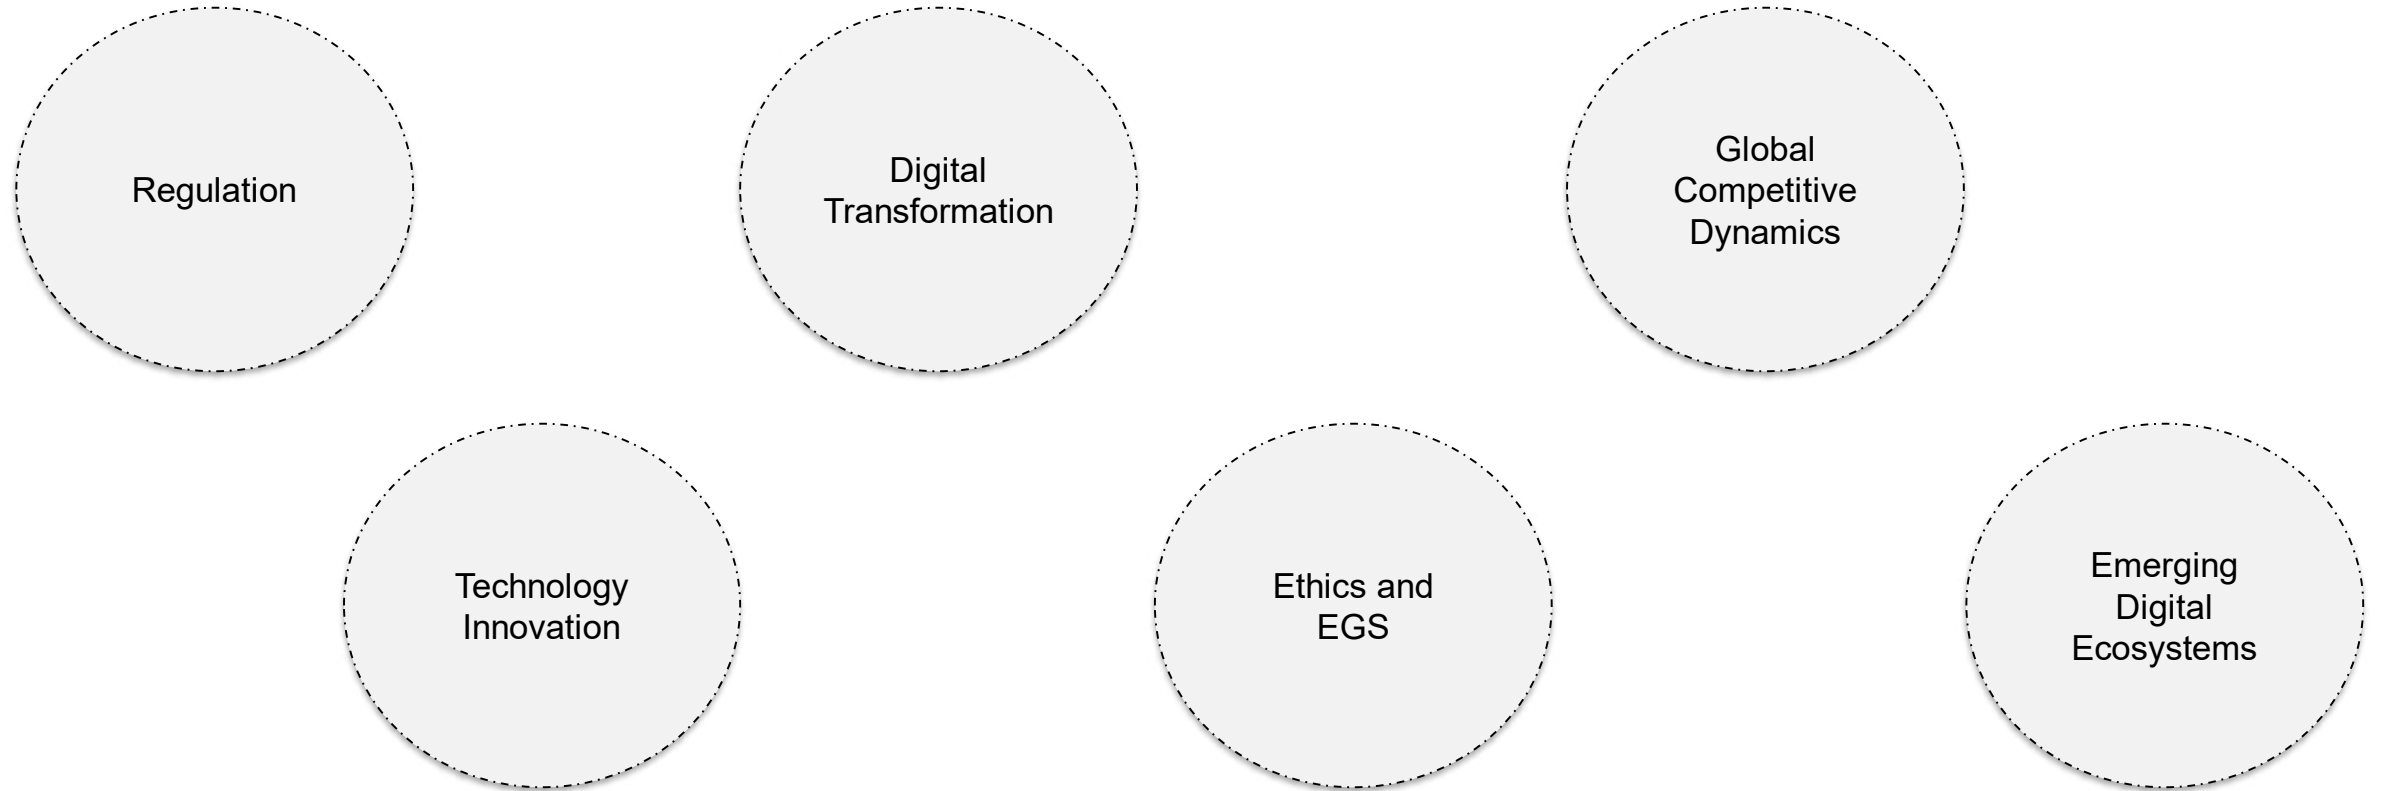 Regulation
Digital
Transformation
Global
Competitive
Dynamics
Technology
Innovation
Ethics and
EGS
Emerging
Digital
Ecosystems